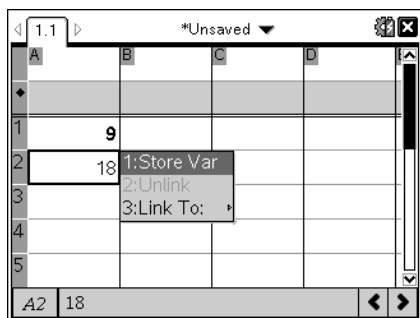 1.1 *Unsaved
A B C D
◆
1 9
2 18 1:Store Var
2:Unlink
3 3:Link To:
4
5
A2 18